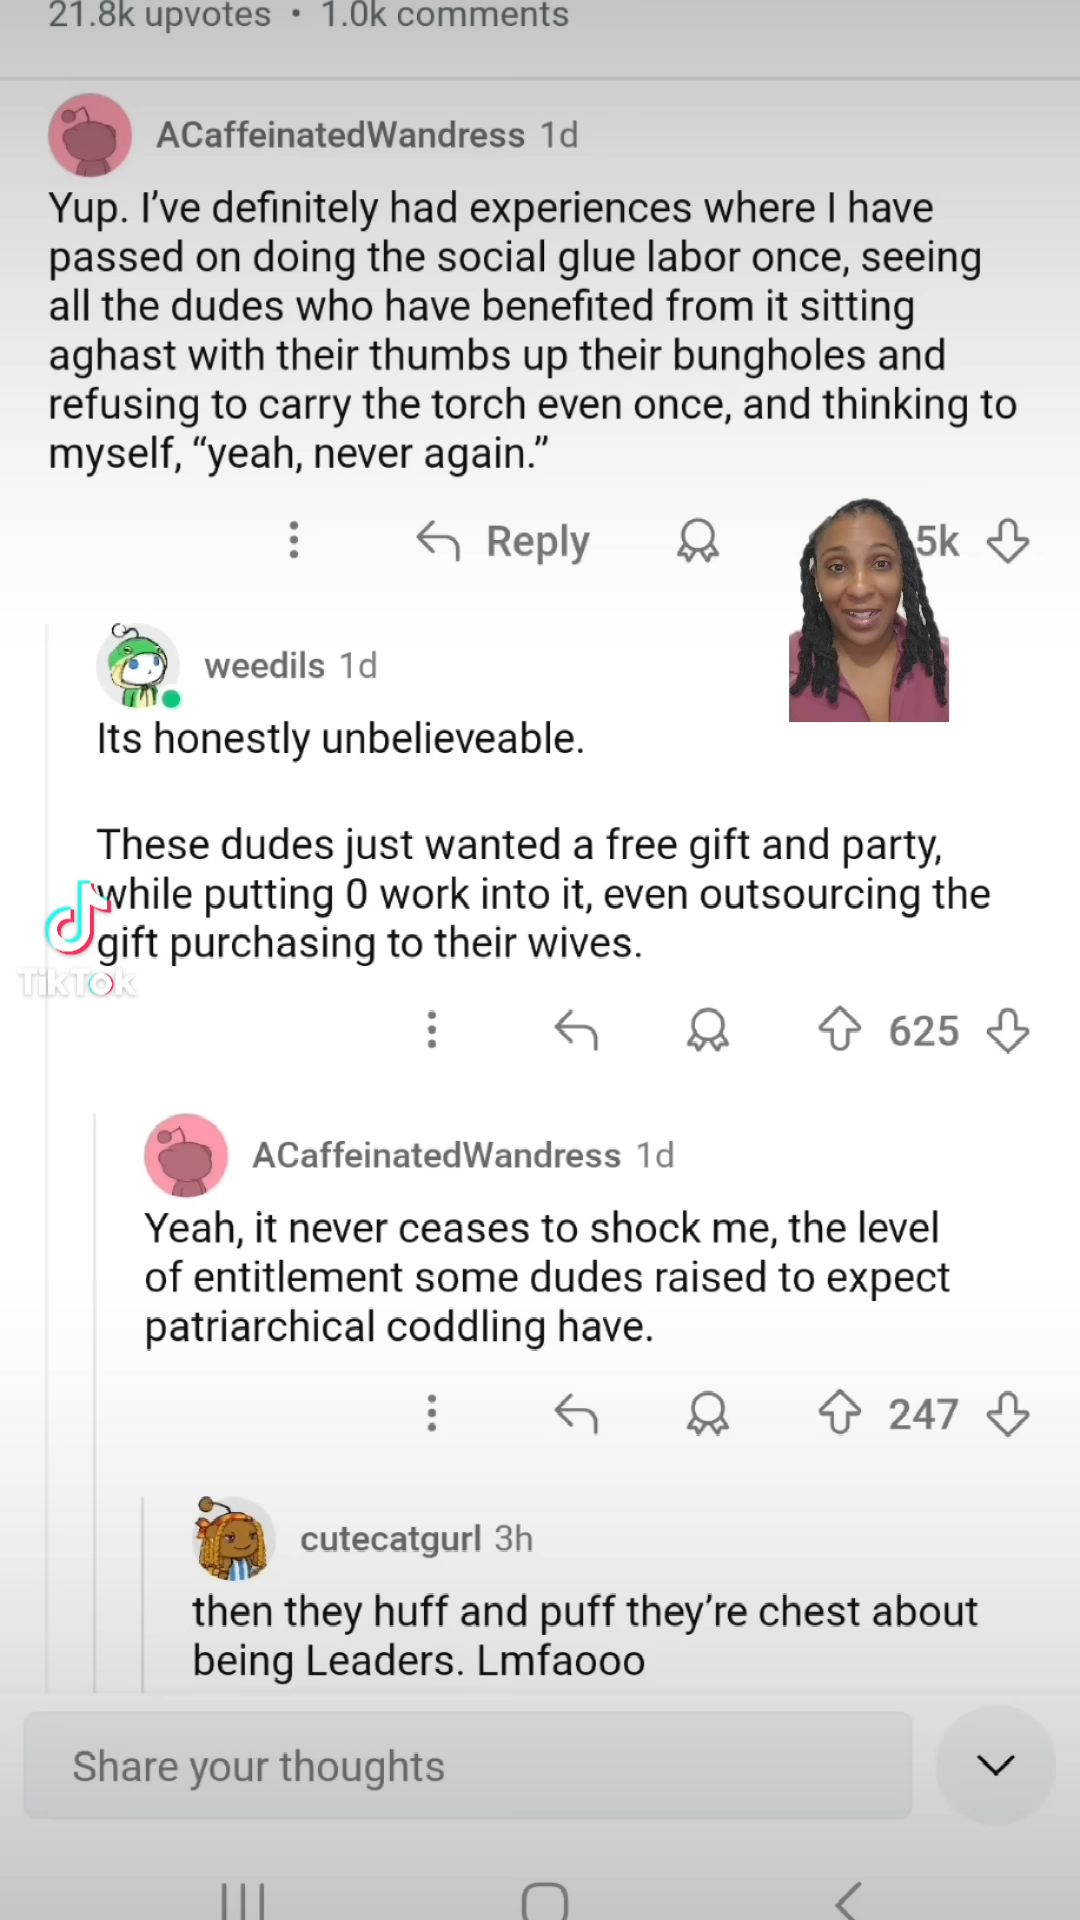 21.8k upvotes • 1.0k comments
ACaffeinatedWandress 1d
Yup. I’ve definitely had experiences where I have
passed on doing the social glue labor once, seeing
all the dudes who have benefited from it sitting
aghast with their thumbs up their bungholes and
refusing to carry the torch even once, and thinking to
myself, “yeah, never again.”
Reply
5k
weedils 1d
Its honestly unbelieveable.
These dudes just wanted a free gift and party,
while putting 0 work into it, even outsourcing the
gift purchasing to their wives.
TikTok
625
ACaffeinatedWandress 1d
Yeah, it never ceases to shock me, the level
of entitlement some dudes raised to expect
patriarchical coddling have.
247
cutecatgurl 3h
then they huff and puff they’re chest about
being Leaders. Lmfaooo
Share your thoughts